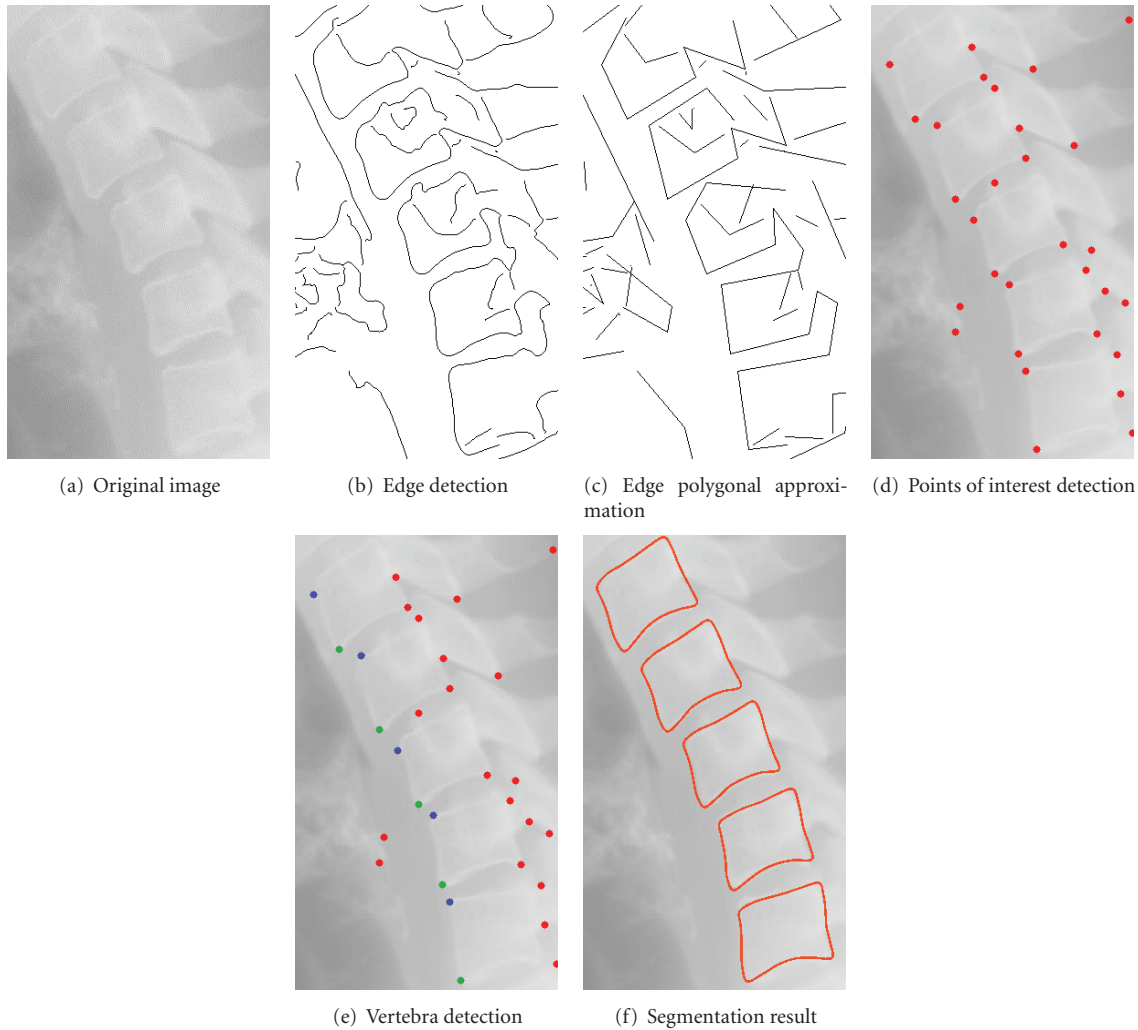 (a) Original image
(b) Edge detection
(c) Edge polygonal approxi-
mation
(d) Points of interest detection
(e) Vertebra detection
(f) Segmentation result